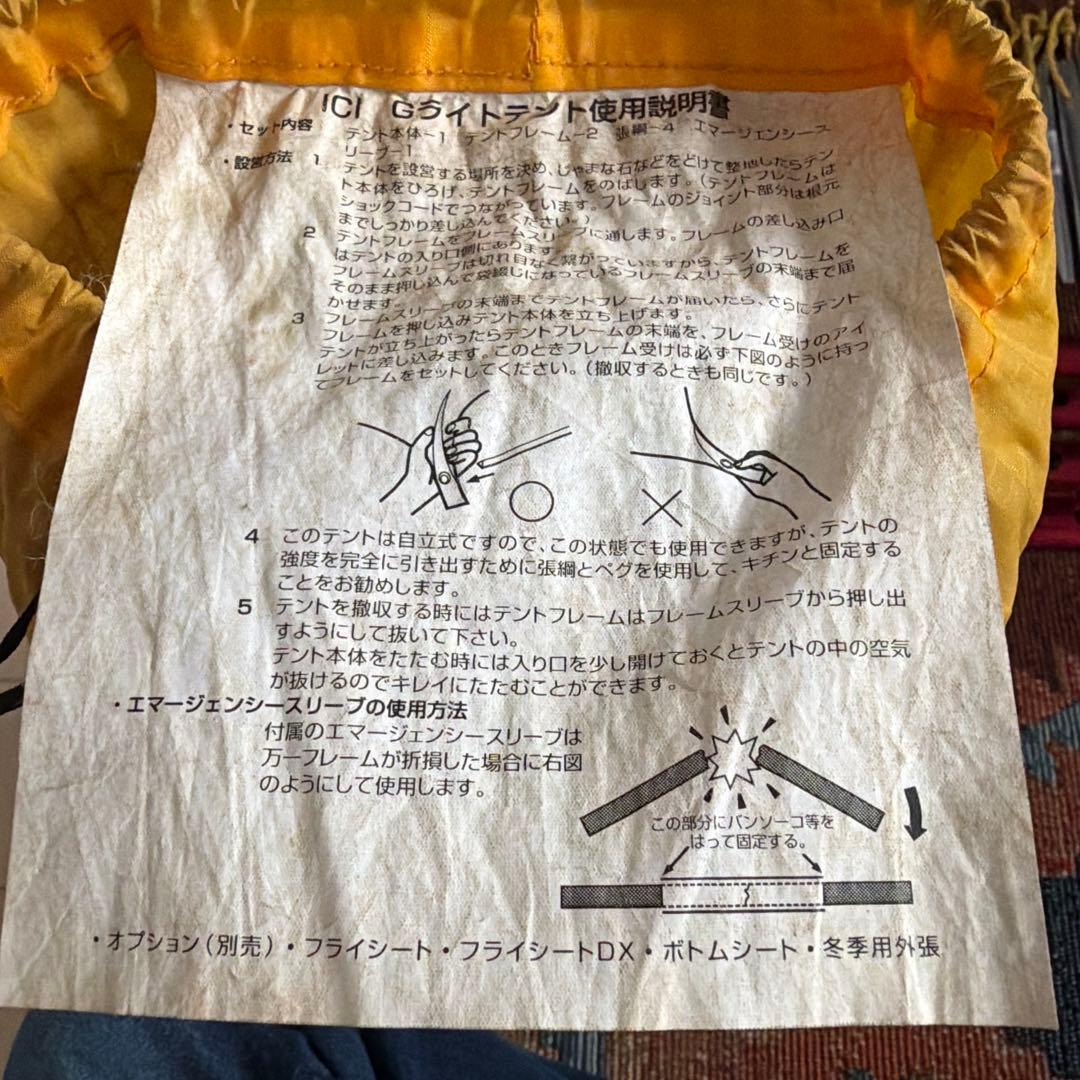 ICI Gライトテント使用説明書
・セット内容 テント本体-1 テントフレーム-2 張綱-4 エマージェンシース
リーブ-1
・設営方法 1 テントを設営する場所を決め、じゃまな石などをどけて整地したらテン
ト本体をひろげ、テントフレームをのばします。(テントフレームは
ショックコードでつながっています。フレームのジョイント部分は根元
までしっかり差し込んでください。)
2 テントフレームをフレームスリーブに通します。フレームの差し込み口
はテントの入り口側にあります。
フレームスリーブは切れ目なく繋がっていますから、テントフレームを
そのまま押し込んで袋綴じになっているフレームスリーブの末端まで届
かせます。
3 フレームスリーブの末端までテントフレームが届いたら、さらにテント
フレームを押し込みテント本体を立ち上げます。
テントが立ち上がったらテントフレームの末端を、フレーム受けのアイ
レットに差し込みます。このときフレーム受けは必ず下図のように持っ
てフレームをセットしてください。(撤収するときも同じです。)
4 このテントは自立式ですので、この状態でも使用できますが、テントの
強度を完全に引き出すために張綱とペグを使用して、キチンと固定する
ことをお勧めします。
5 テントを撤収する時にはテントフレームはフレームスリーブから押し出
すようにして抜いて下さい。
テント本体をたたむ時には入り口を少し開けておくとテントの中の空気
が抜けるのでキレイにたたむことができます。
・エマージェンシースリーブの使用方法
付属のエマージェンシースリーブは
万一フレームが折損した場合に右図
のようにして使用します。
この部分にバンソーコ等を
はって固定する。
・オプション(別売)・フライシート・フライシートDX・ボトムシート・冬季用外張